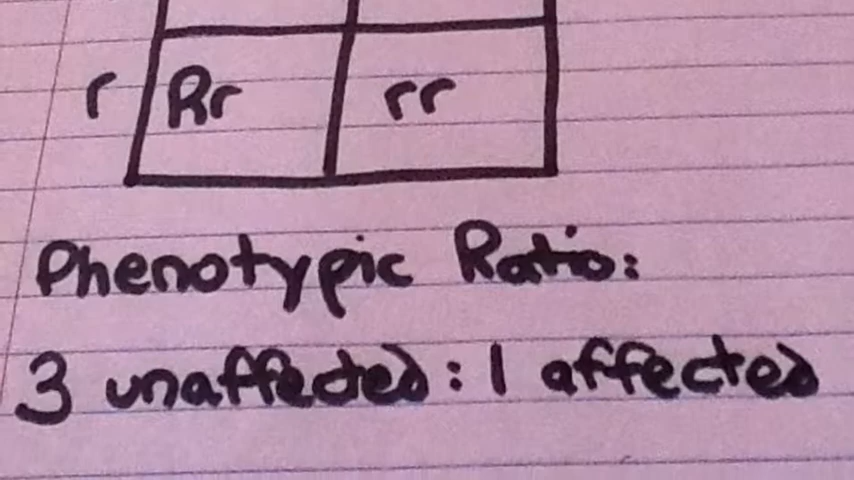 r Rr rr
Phenotypic Ratio:
3 unaffected : 1 affected